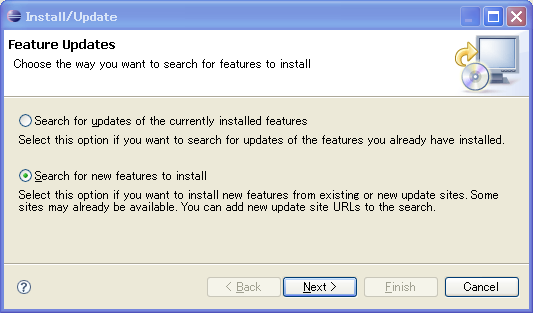 Install/Update
Feature Updates
Choose the way you want to search for features to install
Search for updates of the currently installed features
Select this option if you want to search for updates of the features you already have installed.
Search for new features to install
Select this option if you want to install new features from existing or new update sites. Some
sites may already be available. You can add new update site URLs to the search.
? < Back Next > Finish Cancel